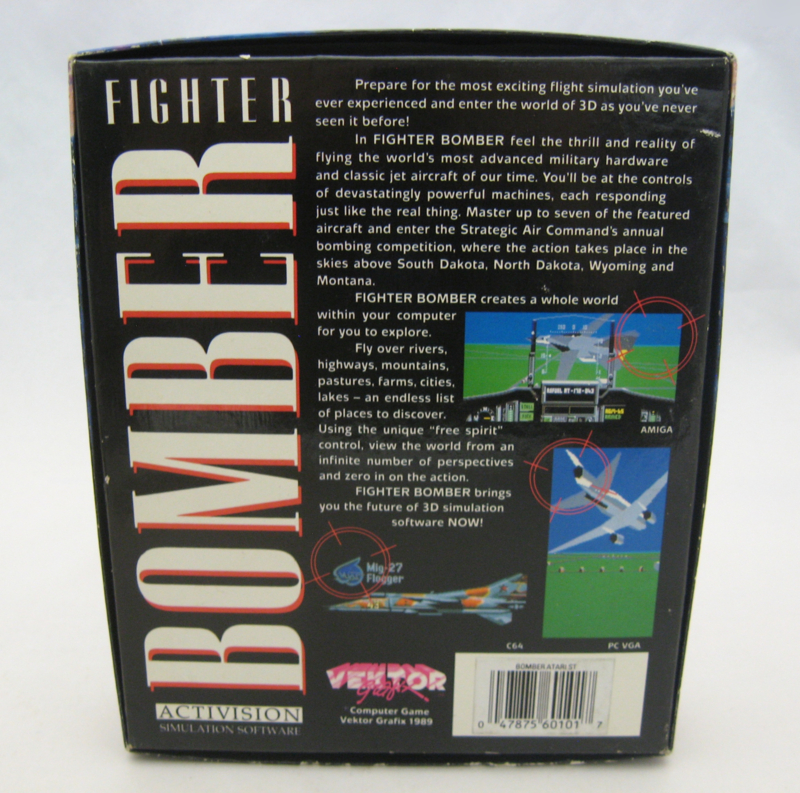 FIGHTER
BOMBER
Prepare for the most exciting flight simulation you've
ever experienced and enter the world of 3D as you've never
seen it before!
In FIGHTER BOMBER feel the thrill and reality of
flying the world's most advanced military hardware
and classic jet aircraft of our time. You'll be at the controls
of devastatingly powerful machines, each responding
just like the real thing. Master up to seven of the featured
aircraft and enter the Strategic Air Command's annual
bombing competition, where the action takes place in the
skies above South Dakota, North Dakota, Wyoming and
Montana.
FIGHTER BOMBER creates a whole world
within your computer
for you to explore.
Fly over rivers,
highways, mountains,
pastures, farms, cities,
lakes – an endless list
of places to discover.
Using the unique "free spirit"
control, view the world from an
infinite number of perspectives
and zero in on the action.
FIGHTER BOMBER brings
you the future of 3D simulation
software NOW!
AMIGA
Mig-27
Flogger
C64
PC VGA
VEKTOR
grafix
Computer Game
Vektor Grafix 1989
ACTIVISION
SIMULATION SOFTWARE
BOMBER ATARI ST
0 47875 60101 7